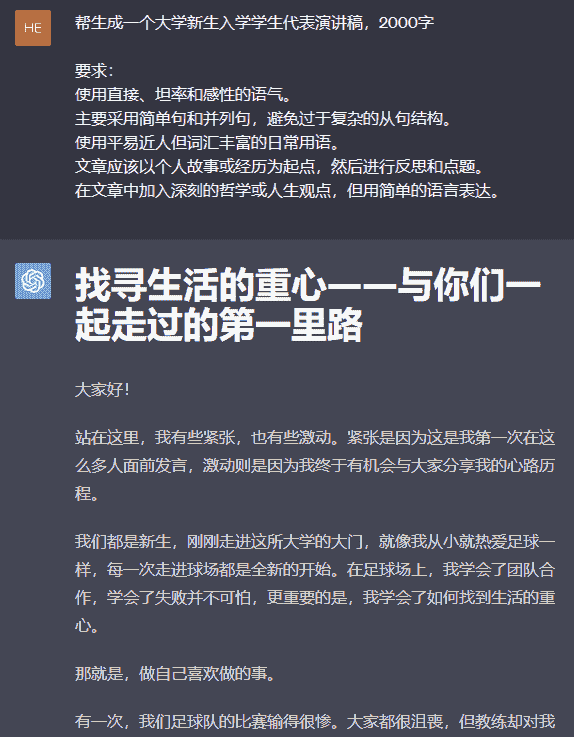 HE
帮生成一个大学新生入学学生代表演讲稿，2000字
要求：
使用直接、坦率和感性的语气。
主要采用简单句和并列句，避免过于复杂的从句结构。
使用平易近人但词汇丰富的日常用语。
文章应该以个人故事或经历为起点，然后进行反思和点题。
在文章中加入深刻的哲学或人生观点，但用简单的语言表达。
找寻生活的重心——与你们一
起走过的第一里路
大家好！
站在这里，我有些紧张，也有些激动。紧张是因为这是我第一次在这
么多人面前发言，激动则是因为我终于有机会与大家分享我的心路历
程。
我们都是新生，刚刚走进这所大学的大门，就像我从小就热爱足球一
样，每一次走进球场都是全新的开始。在足球场上，我学会了团队合
作，学会了失败并不可怕，更重要的是，我学会了如何找到生活的重
心。
那就是，做自己喜欢做的事。
有一次，我们足球队的比赛输得很惨。大家都很沮丧，但教练却对我